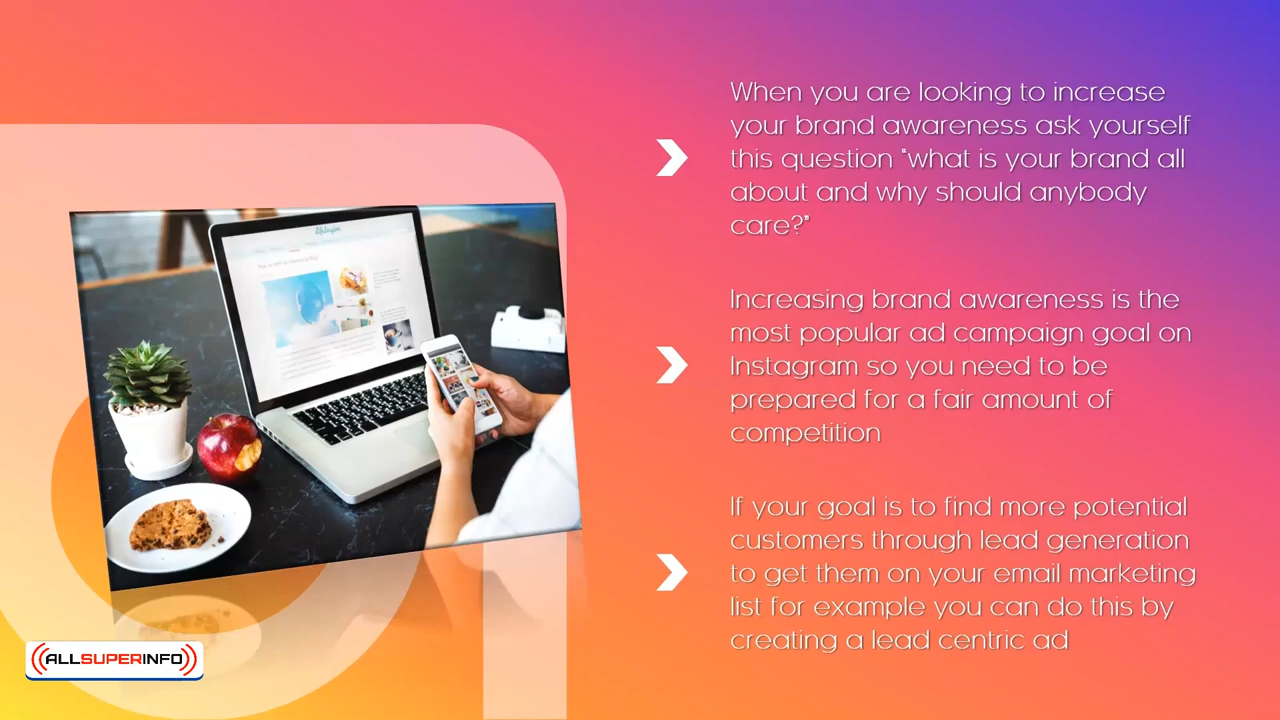 When you are looking to increase
your brand awareness ask yourself
this question “what is your brand all
about and why should anybody
care?”
Increasing brand awareness is the
most popular ad campaign goal on
Instagram so you need to be
prepared for a fair amount of
competition
If your goal is to find more potential
customers through lead generation
to get them on your email marketing
list for example you can do this by
creating a lead centric ad
ALLSUPERINFO